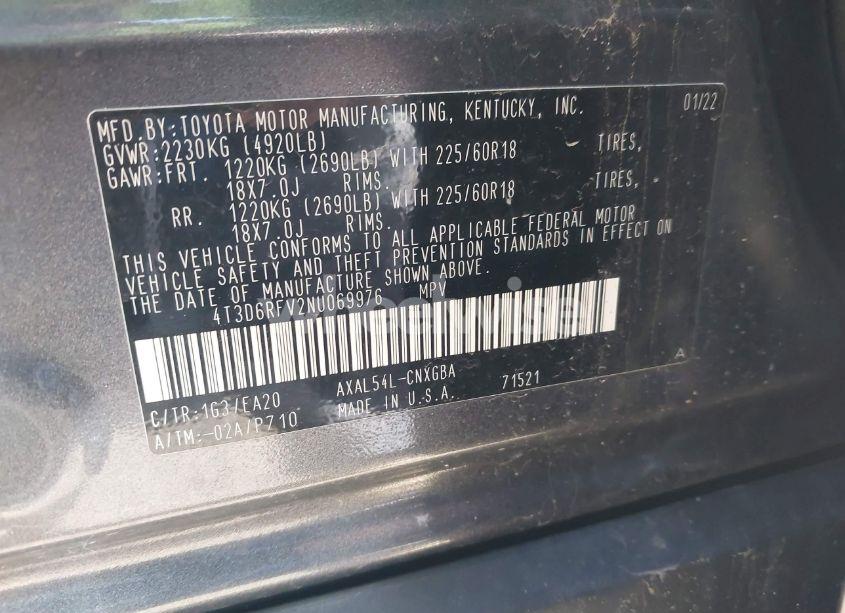 MFD.BY:TOYOTA MOTOR MANUFACTURING, KENTUCKY, INC. 01/22
GVWR:2230KG (4920LB)
GAWR:FRT. 1220KG (2690LB) WITH 225/60R18 TIRES,
18X7.0J RIMS.
RR. 1220KG (2690LB) WITH 225/60R18 TIRES,
18X7.0J RIMS.
THIS VEHICLE CONFORMS TO ALL APPLICABLE FEDERAL MOTOR
VEHICLE SAFETY AND THEFT PREVENTION STANDARDS IN EFFECT ON
THE DATE OF MANUFACTURE SHOWN ABOVE.
4T3D6RFV2NU069976 MPV
C/TR:1G3/EA20 AXAL54L-CNXGBA 71521 A
A/TM:-02A/P710 MADE IN U.S.A.